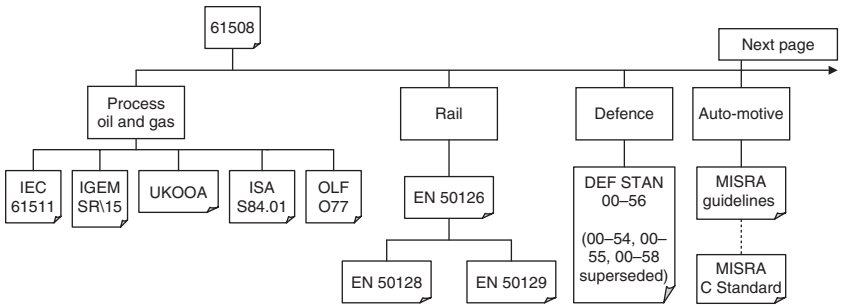 61508
Next page
Process
oil and gas
Rail
Defence
Auto-motive
IEC
61511
IGEM
SR\15
UKOOA
ISA
S84.01
OLF
O77
EN 50126
EN 50128
EN 50129
DEF STAN
00–56
(00–54, 00–
55, 00–58
superseded)
MISRA
guidelines
MISRA
C Standard